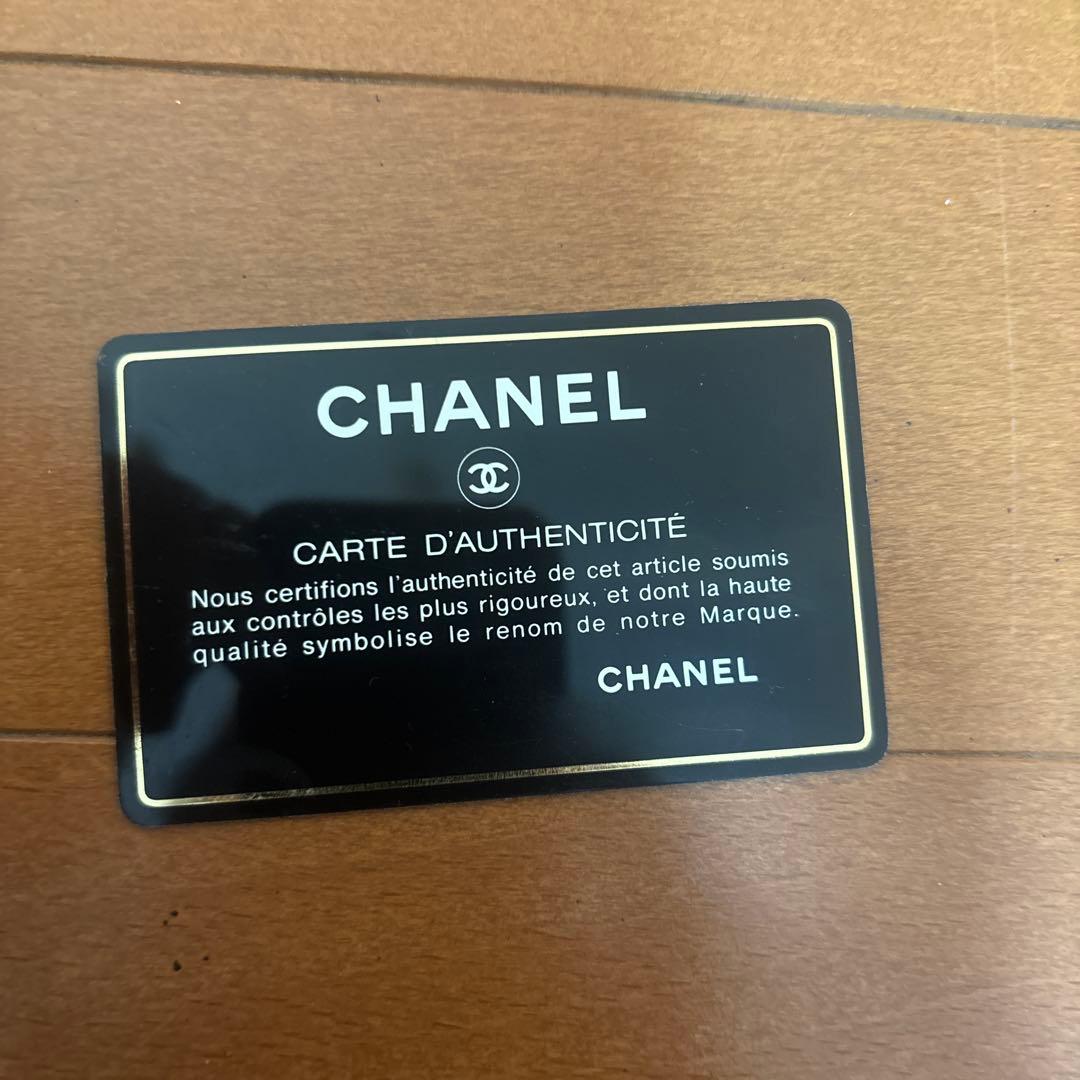 CHANEL
CARTE D'AUTHENTICITÉ
Nous certifions l'authenticité de cet article soumis
aux contrôles les plus rigoureux, et dont la haute
qualité symbolise le renom de notre Marque.
CHANEL